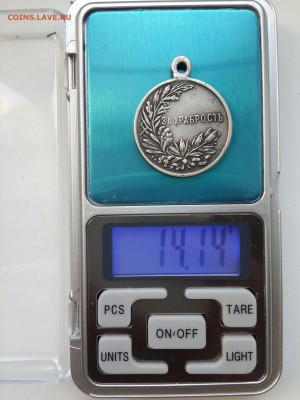 COINS.LAVE.RU
ЗА ХРАБРОСТЬ
14.14
PCS
TARE
ON/OFF
UNITS
LIGHT